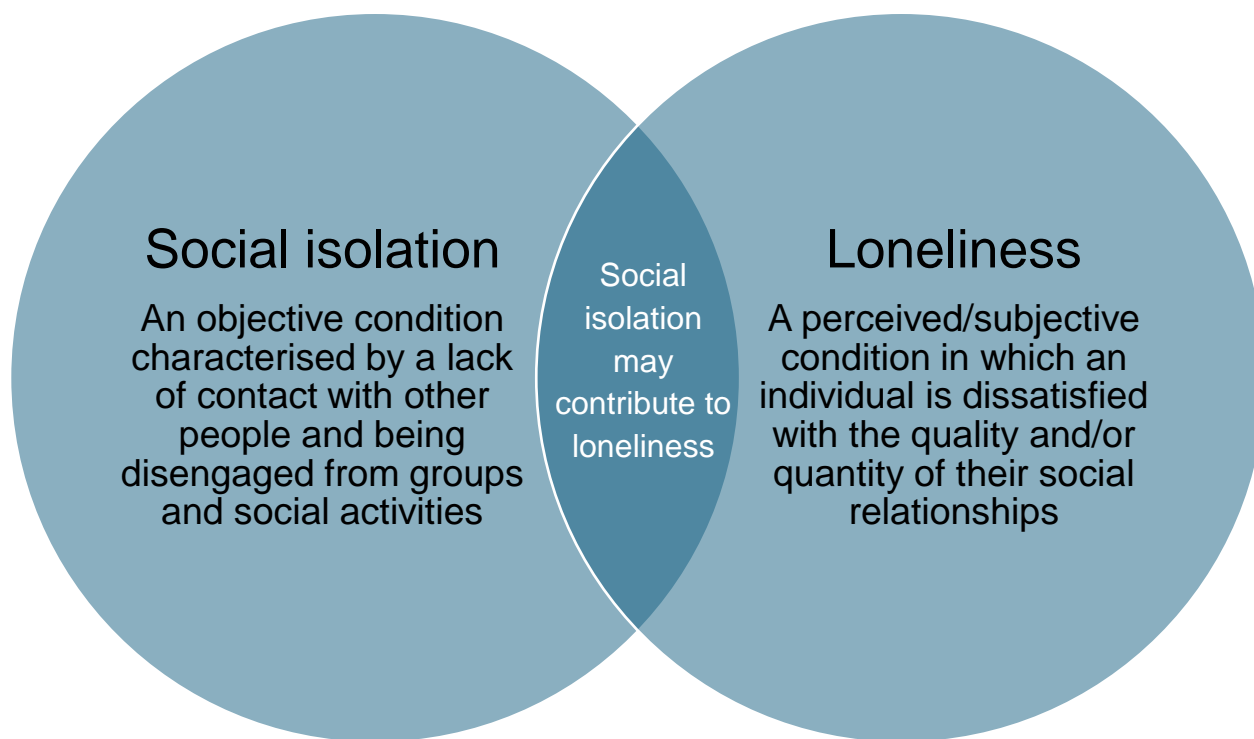 Social isolation
An objective condition
characterised by a lack
of contact with other
people and being
disengaged from groups
and social activities
Social
isolation
may
contribute to
loneliness
Loneliness
A perceived/subjective
condition in which an
individual is dissatisfied
with the quality and/or
quantity of their social
relationships